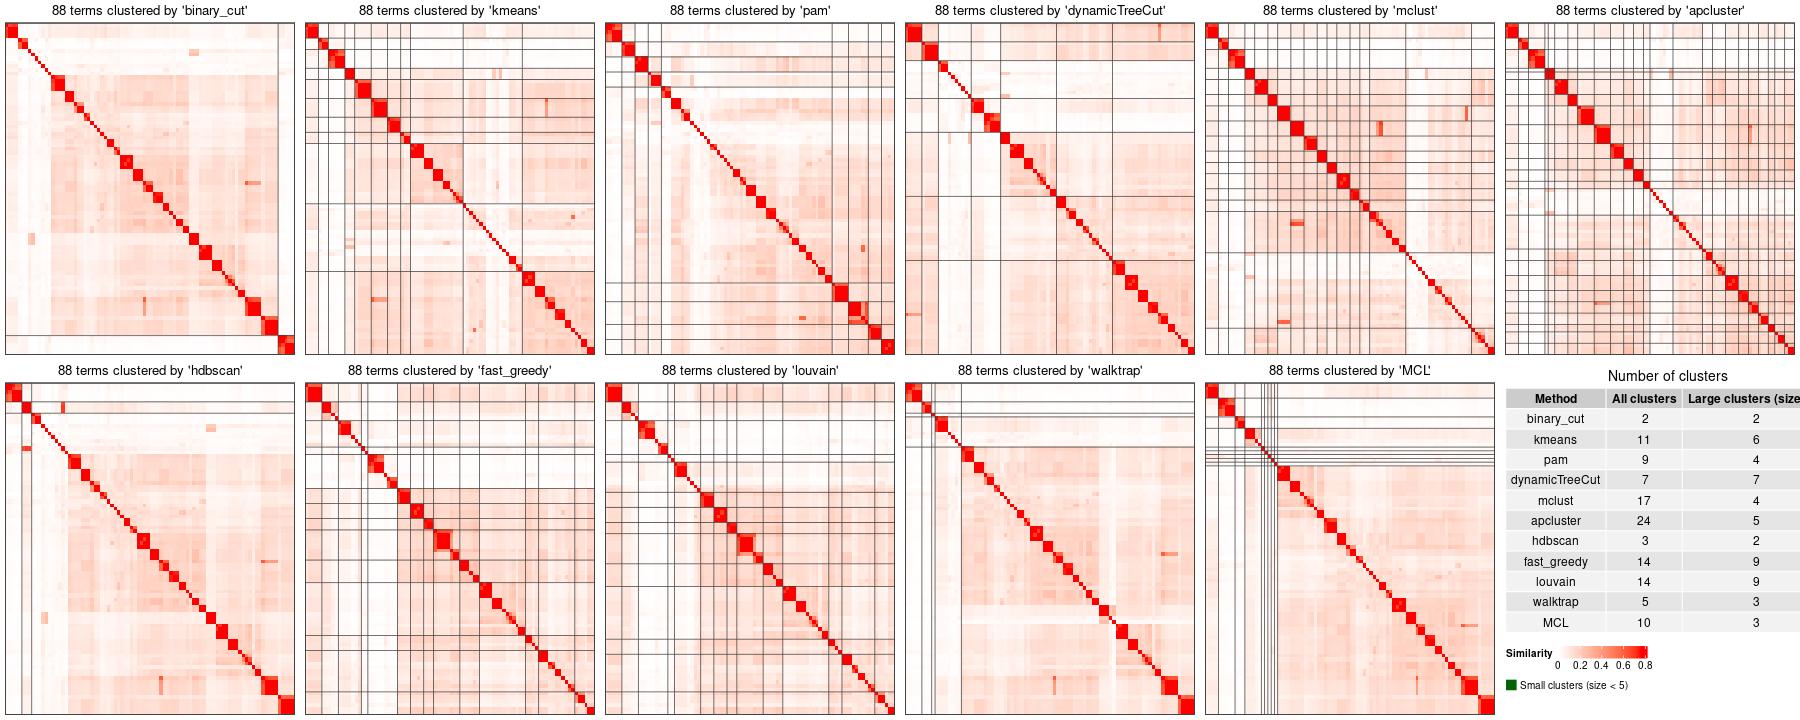 88 terms clustered by 'binary_cut'
88 terms clustered by 'kmeans'
88 terms clustered by 'pam'
88 terms clustered by 'dynamicTreeCut'
88 terms clustered by 'mclust'
88 terms clustered by 'apcluster'
88 terms clustered by 'hdbscan'
88 terms clustered by 'fast_greedy'
88 terms clustered by 'louvain'
88 terms clustered by 'walktrap'
88 terms clustered by 'MCL'
Number of clusters
Method All clusters Large clusters (size
binary_cut 2 2
kmeans 11 6
pam 9 4
dynamicTreeCut 7 7
mclust 17 4
apcluster 24 5
hdbscan 3 2
fast_greedy 14 9
louvain 14 9
walktrap 5 3
MCL 10 3
Similarity
0 0.2 0.4 0.6 0.8
Small clusters (size < 5)